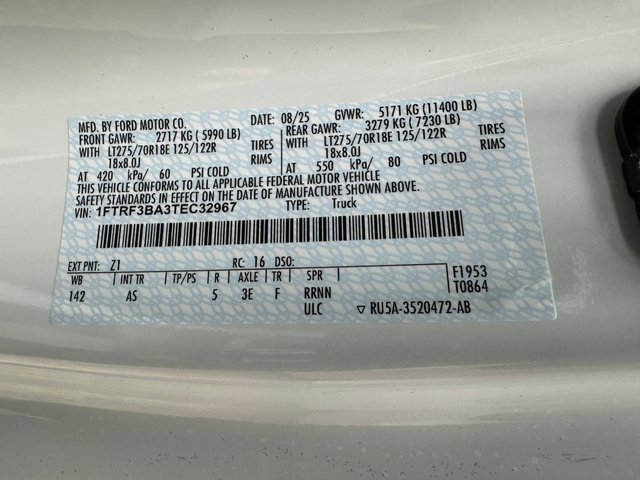 MFD. BY FORD MOTOR CO. DATE: 08/25 GVWR: 5171 KG (11400 LB)
FRONT GAWR: 2717 KG (5990 LB) REAR GAWR: 3279 KG (7230 LB)
WITH LT275/70R18E 125/122R TIRES WITH LT275/70R18E 125/122R TIRES
18x8.0J RIMS 18x8.0J RIMS
AT 420 kPa/ 60 PSI COLD AT 550 kPa/ 80 PSI COLD
THIS VEHICLE CONFORMS TO ALL APPLICABLE FEDERAL MOTOR VEHICLE
SAFETY STANDARDS IN EFFECT ON THE DATE OF MANUFACTURE SHOWN ABOVE.
VIN: 1FTRF3BA3TEC32967 TYPE: Truck
EXT PNT: Z1 RC: 16 DSO:
WB INT TR TP/PS R AXLE TR SPR F1953
142 AS 5 3E F RRNN T0864
ULC ▽ RU5A-3520472-AB